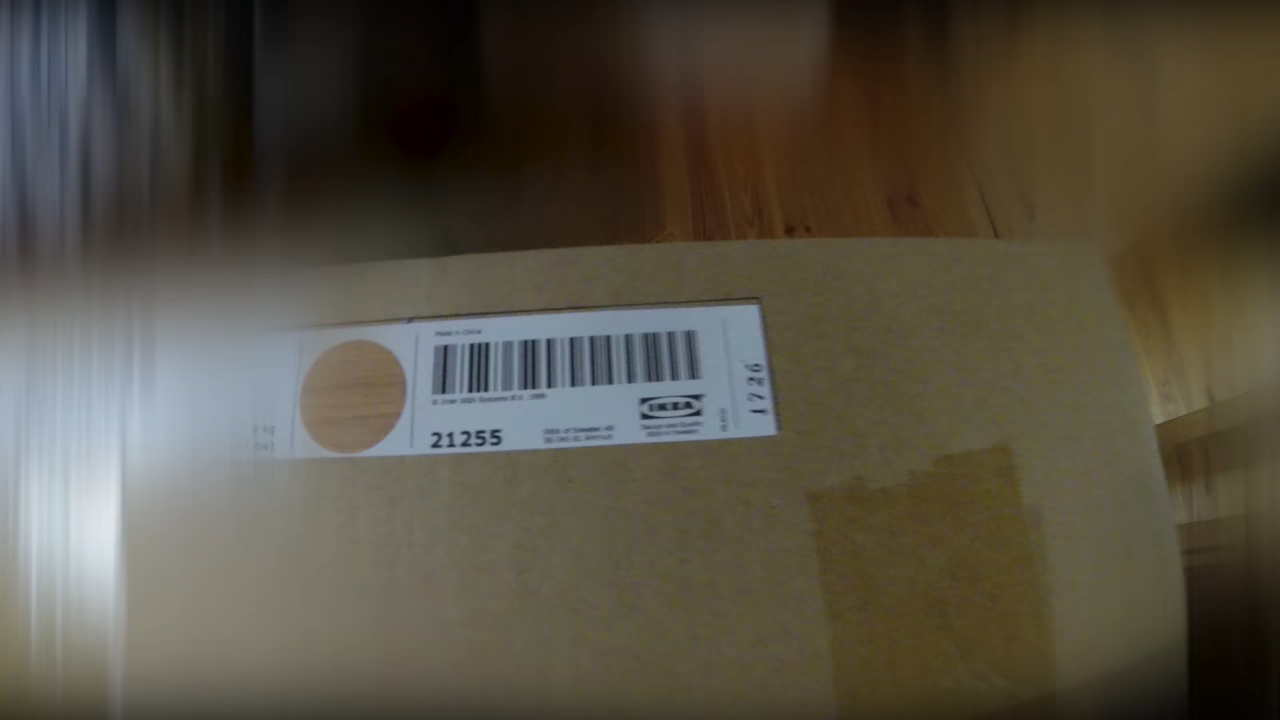 Made in China
© Inter IKEA Systems B.V. 1999
21255
IKEA of Sweden AB
SE-343 81 Älmhult
IKEA
Design and Quality
IKEA of Sweden
1726